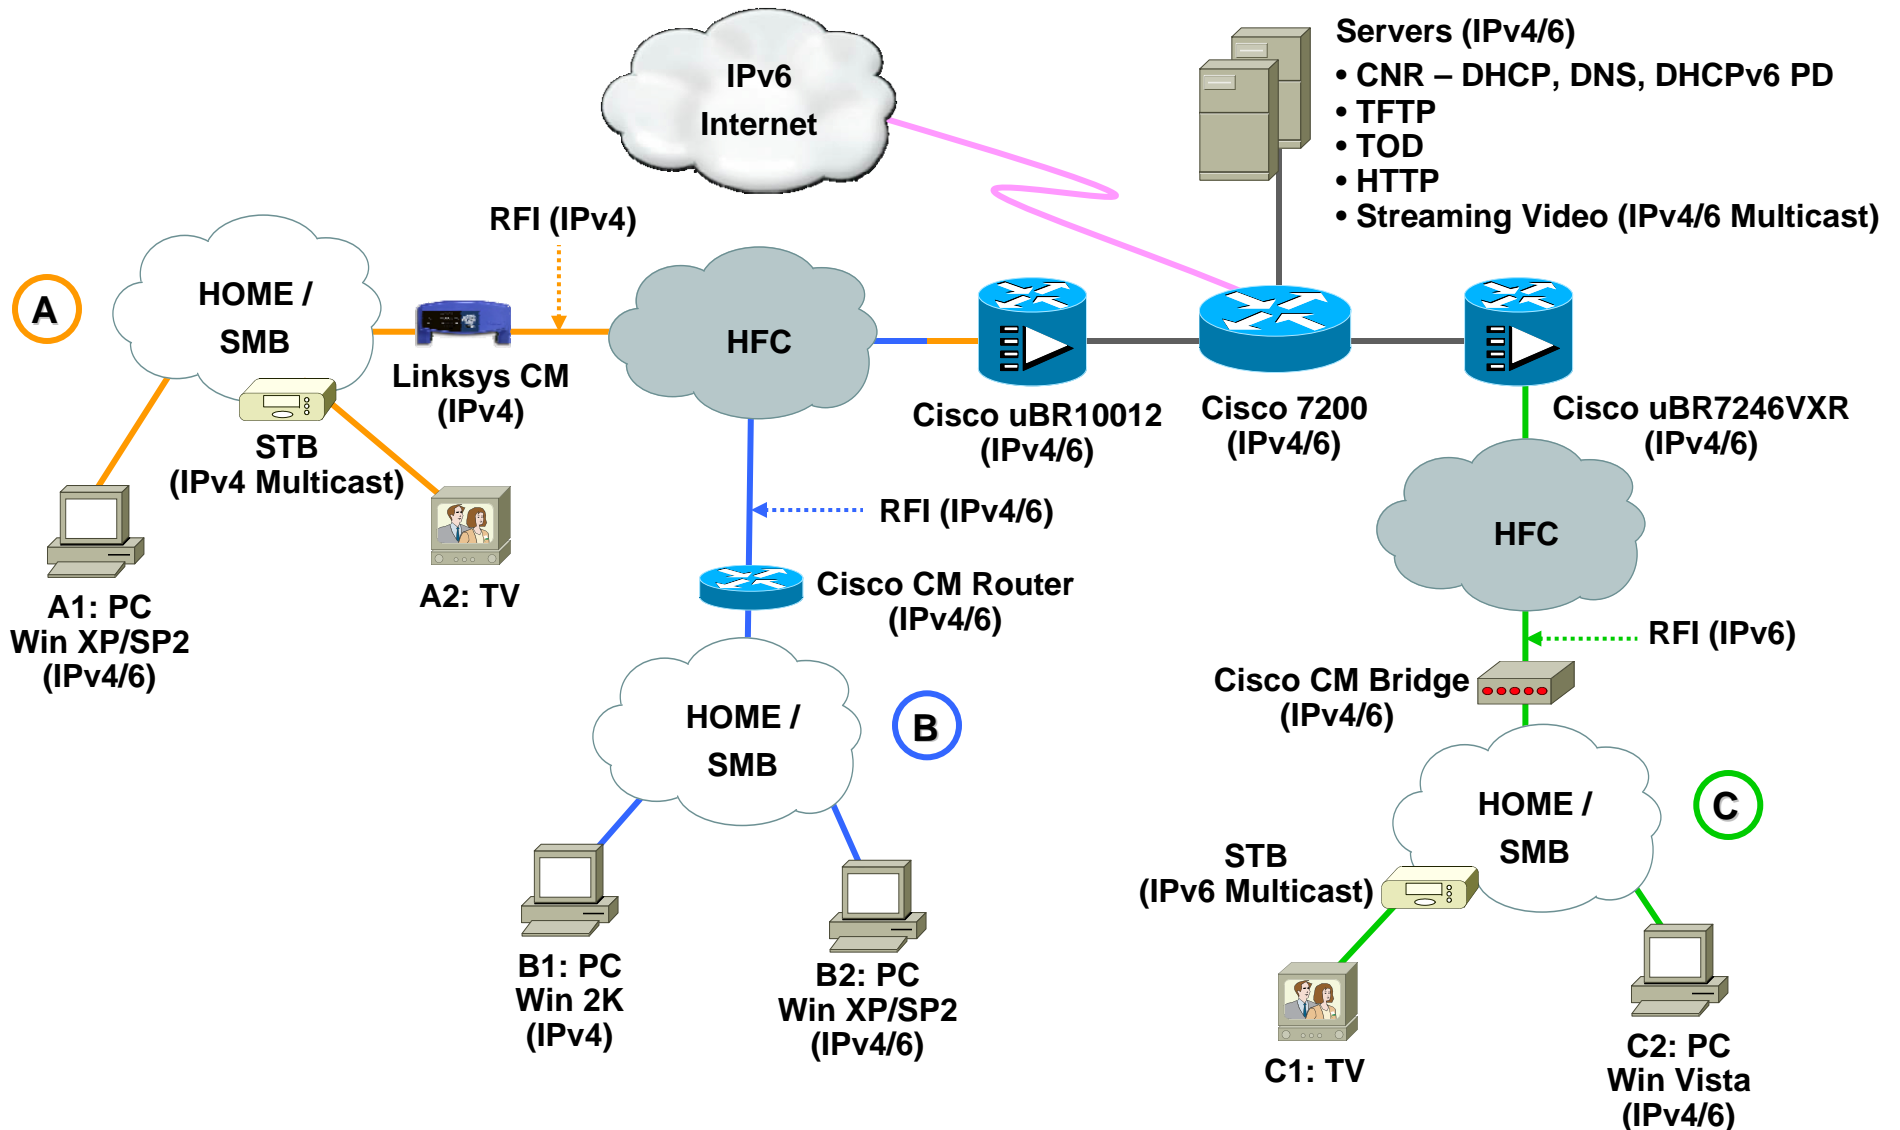 IPv6
Internet
Servers (IPv4/6)
• CNR – DHCP, DNS, DHCPv6 PD
• TFTP
• TOD
• HTTP
• Streaming Video (IPv4/6 Multicast)
RFI (IPv4)
A
HOME /
SMB
Linksys CM
(IPv4)
HFC
Cisco uBR10012
(IPv4/6)
Cisco 7200
(IPv4/6)
Cisco uBR7246VXR
(IPv4/6)
STB
(IPv4 Multicast)
A1: PC
Win XP/SP2
(IPv4/6)
A2: TV
RFI (IPv4/6)
Cisco CM Router
(IPv4/6)
HOME /
SMB
B
B1: PC
Win 2K
(IPv4)
B2: PC
Win XP/SP2
(IPv4/6)
HFC
RFI (IPv6)
Cisco CM Bridge
(IPv4/6)
HOME /
SMB
C
STB
(IPv6 Multicast)
C1: TV
C2: PC
Win Vista
(IPv4/6)